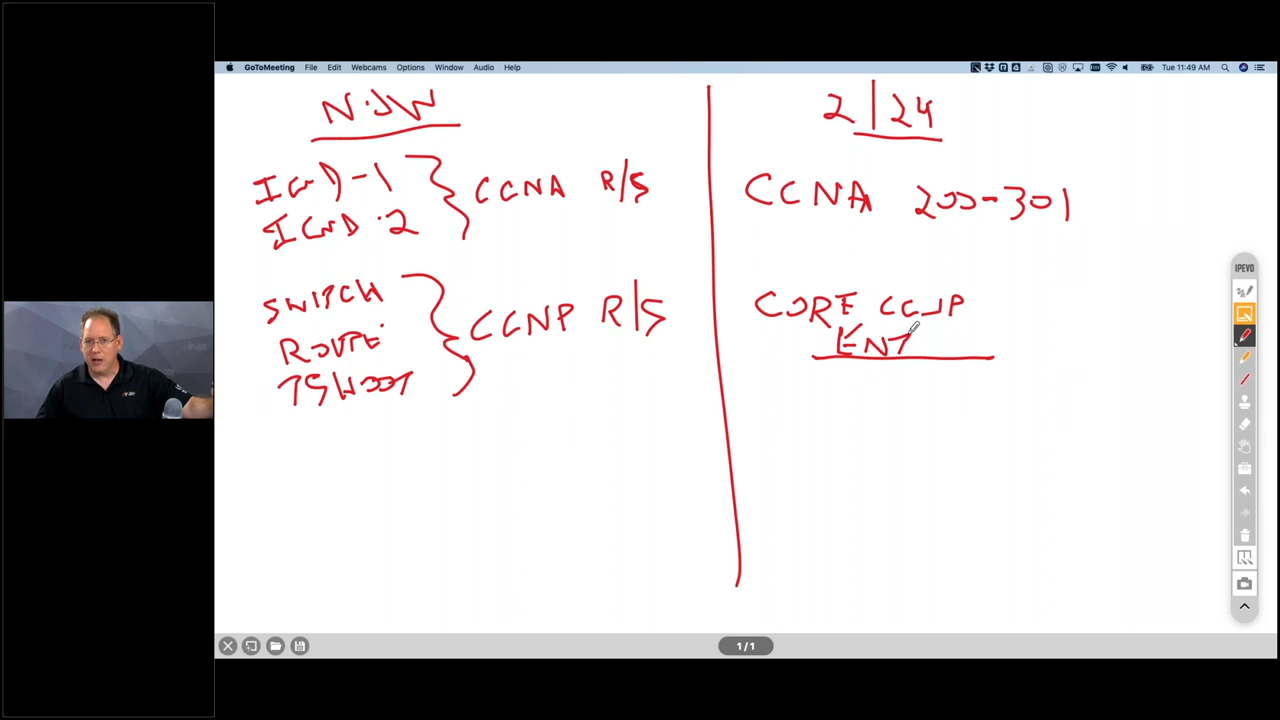 GoToMeeting File Edit Webcams Options Window Audio Help
Tue 11:49 AM
NOW
ICND-1
ICND-2
CCNA R/S
SWITCH
ROUTE
TSHOOT
CCNP R/S
2 | 24
CCNA 200-301
CORE CCNP
ENT
IPEVO
1/1